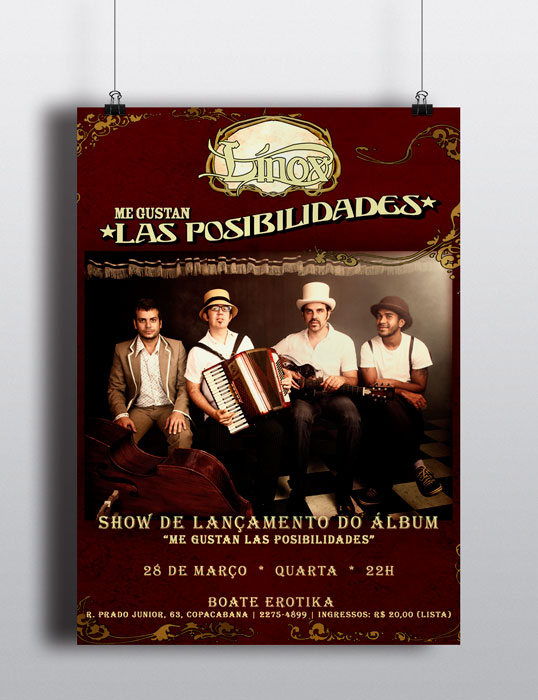 Línox
ME GUSTAN
LAS POSIBILIDADES
SHOW DE LANÇAMENTO DO ÁLBUM
"ME GUSTAN LAS POSIBILIDADES"
28 DE MARÇO * QUARTA * 22H
BOATE EROTIKA
R. PRADO JUNIOR, 63, COPACABANA | 2275-4899 | INGRESSOS: R$ 20,00 (LISTA)